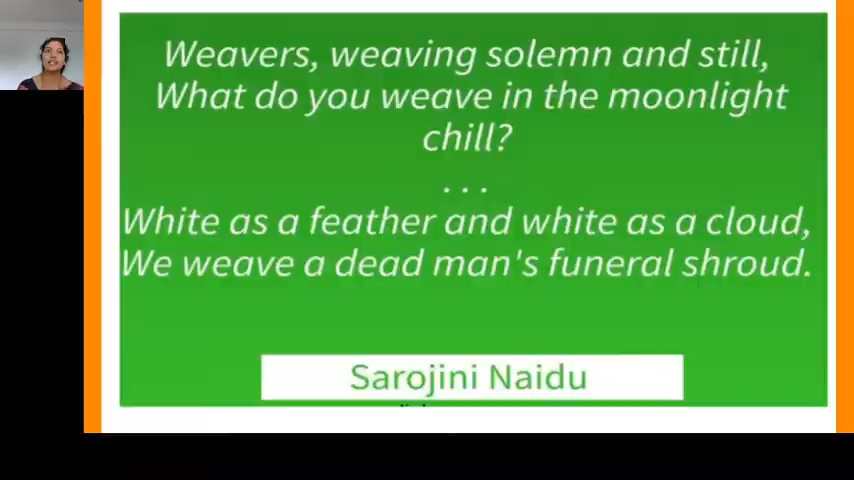 Weavers, weaving solemn and still,
What do you weave in the moonlight
chill?
...
White as a feather and white as a cloud,
We weave a dead man's funeral shroud.
Sarojini Naidu